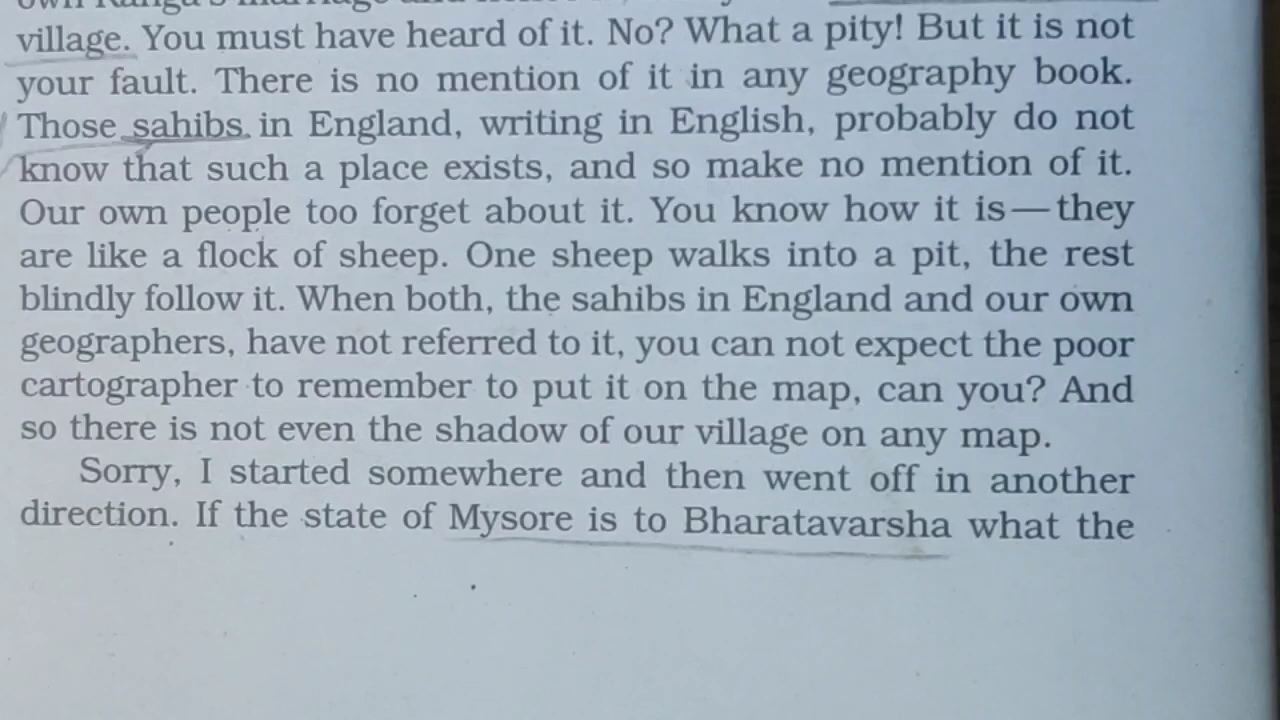 own Ranga's marriage and
village. You must have heard of it. No? What a pity! But it is not
your fault. There is no mention of it in any geography book.
Those sahibs in England, writing in English, probably do not
know that such a place exists, and so make no mention of it.
Our own people too forget about it. You know how it is—they
are like a flock of sheep. One sheep walks into a pit, the rest
blindly follow it. When both, the sahibs in England and our own
geographers, have not referred to it, you can not expect the poor
cartographer to remember to put it on the map, can you? And
so there is not even the shadow of our village on any map.
Sorry, I started somewhere and then went off in another
direction. If the state of Mysore is to Bharatavarsha what the